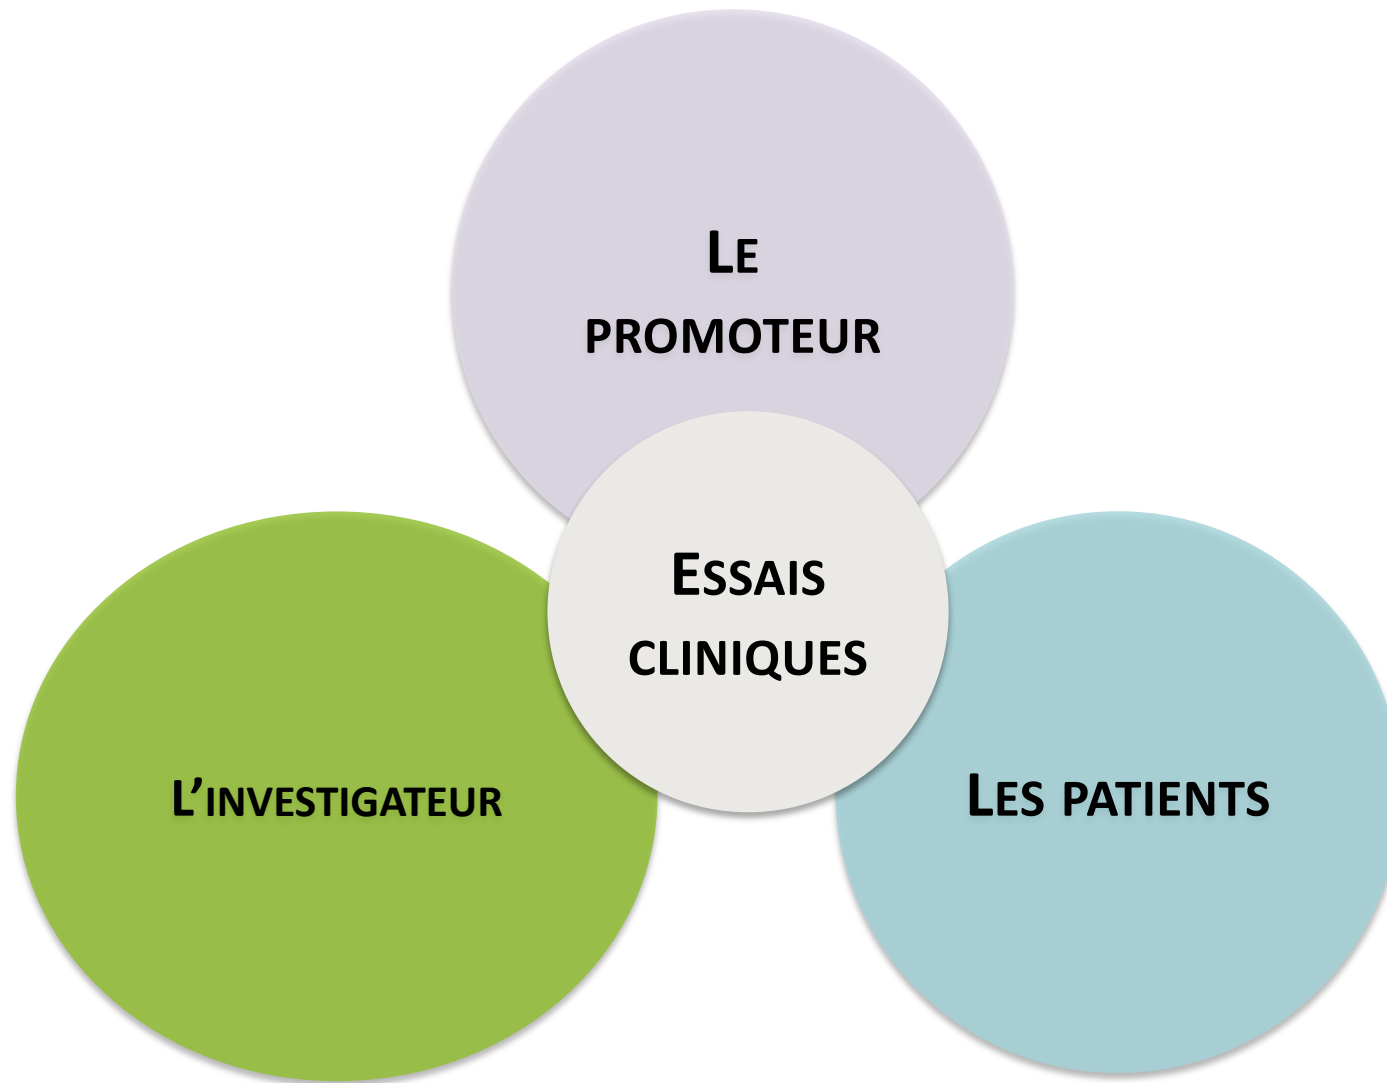 LE
PROMOTEUR
ESSAIS
CLINIQUES
L’INVESTIGATEUR
LES PATIENTS